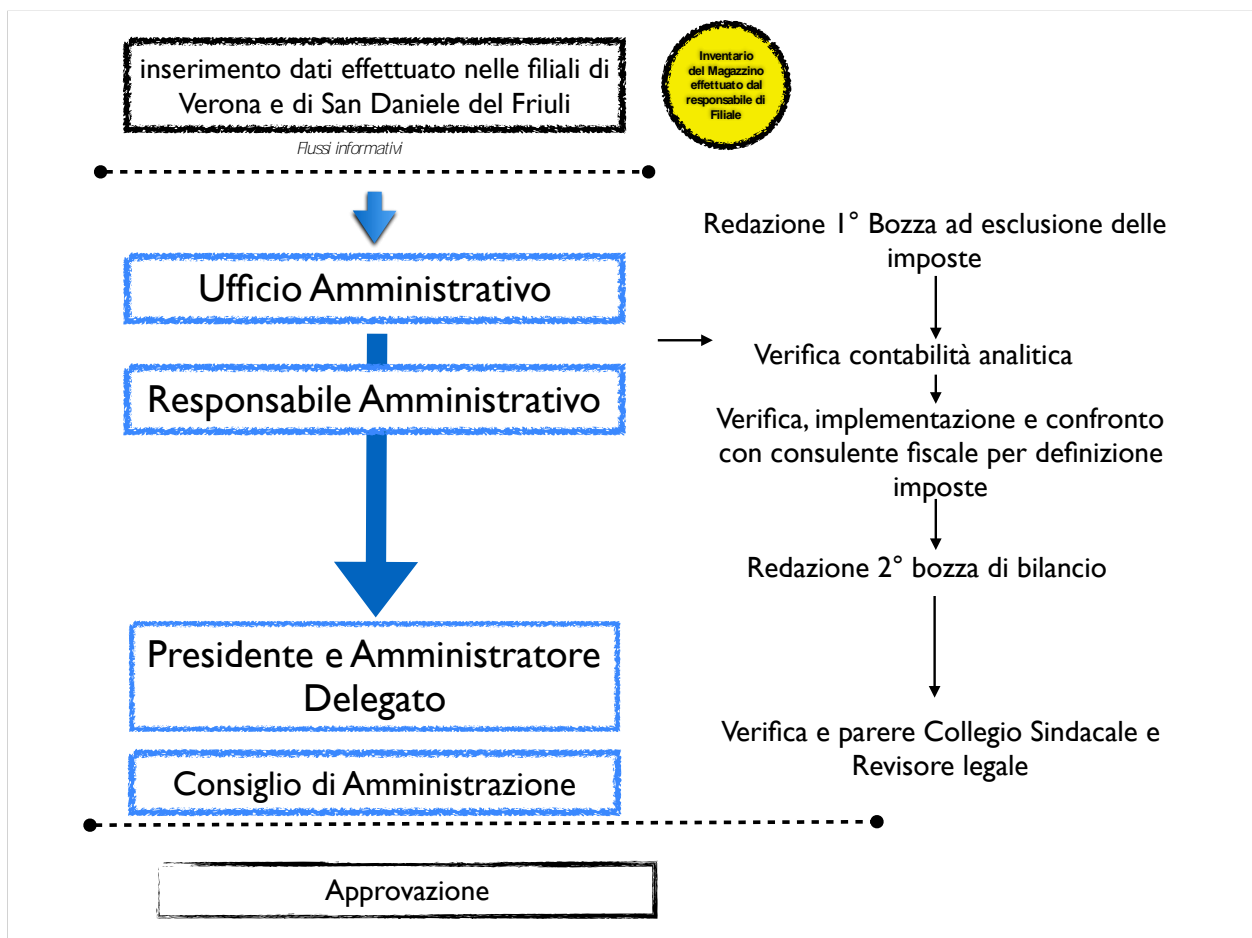 inserimento dati effettuato nelle filiali di
Verona e di San Daniele del Friuli
Inventario
del Magazzino
effettuato dal
responsabile di
Filiale
Flussi informativi
Ufficio Amministrativo
Responsabile Amministrativo
Presidente e Amministratore
Delegato
Consiglio di Amministrazione
Redazione 1° Bozza ad esclusione delle
imposte
Verifica contabilità analitica
Verifica, implementazione e confronto
con consulente fiscale per definizione
imposte
Redazione 2° bozza di bilancio
Verifica e parere Collegio Sindacale e
Revisore legale
Approvazione